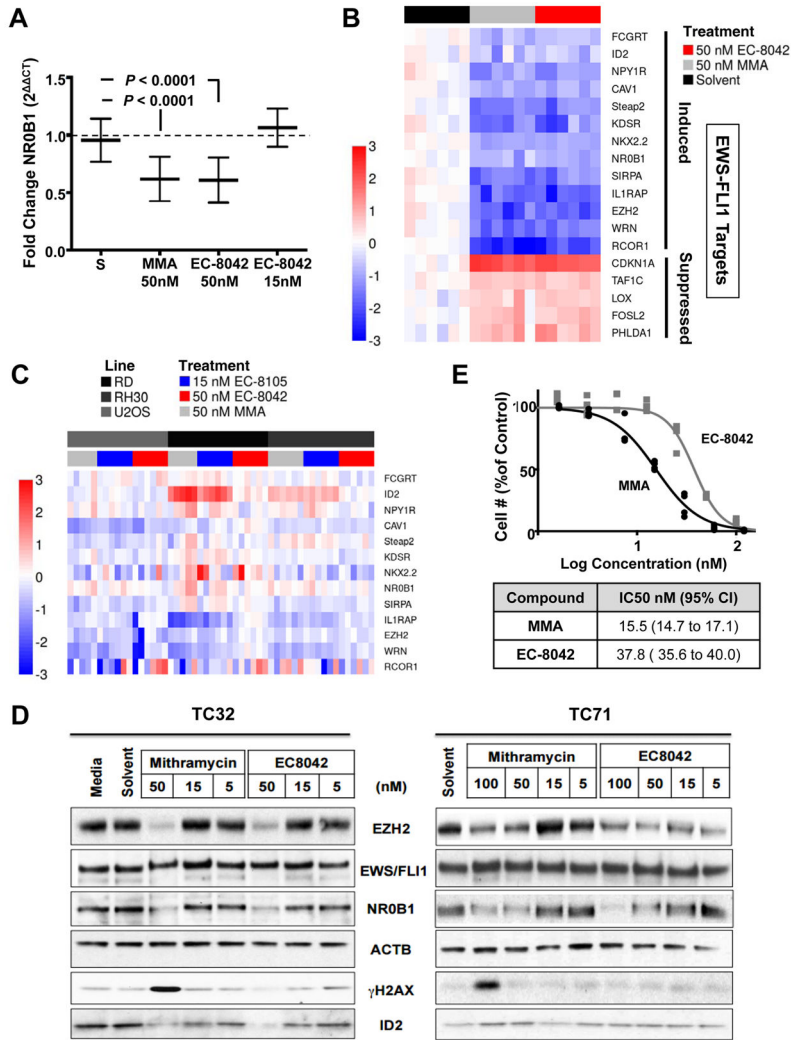 A
Fold Change NR0B1 (2ΔΔCT)
1.5
1.0
0.5
0.0
P < 0.0001
P < 0.0001
S
MMA
50nM
EC-8042
50nM
EC-8042
15nM
B
3
2
1
0
-1
-2
-3
FCGRT
ID2
NPY1R
CAV1
Steap2
KDSR
NKX2.2
NR0B1
SIRPA
IL1RAP
EZH2
WRN
RCOR1
CDKN1A
TAF1C
LOX
FOSL2
PHLDA1
Induced
Suppressed
EWS-FLI1 Targets
Treatment
50 nM EC-8042
50 nM MMA
Solvent
C
Line
RD
RH30
U2OS
Treatment
15 nM EC-8105
50 nM EC-8042
50 nM MMA
3
2
1
0
-1
-2
-3
FCGRT
ID2
NPY1R
CAV1
Steap2
KDSR
NKX2.2
NR0B1
SIRPA
IL1RAP
EZH2
WRN
RCOR1
E
Cell # (%of Control)
100
50
0
EC-8042
MMA
1
2
Log Concentration (nM)
Compound IC50 nM (95% CI)
MMA 15.5 (14.7 to 17.1)
EC-8042 37.8 ( 35.6 to 40.0)
D
TC32
TC71
Media
Solvent
Mithramycin EC8042
50 15 5 50 15 5
(nM)
Solvent
Mithramycin EC8042
100 50 15 5 100 50 15 5
EZH2
EWS/FLI1
NR0B1
ACTB
γH2AX
ID2